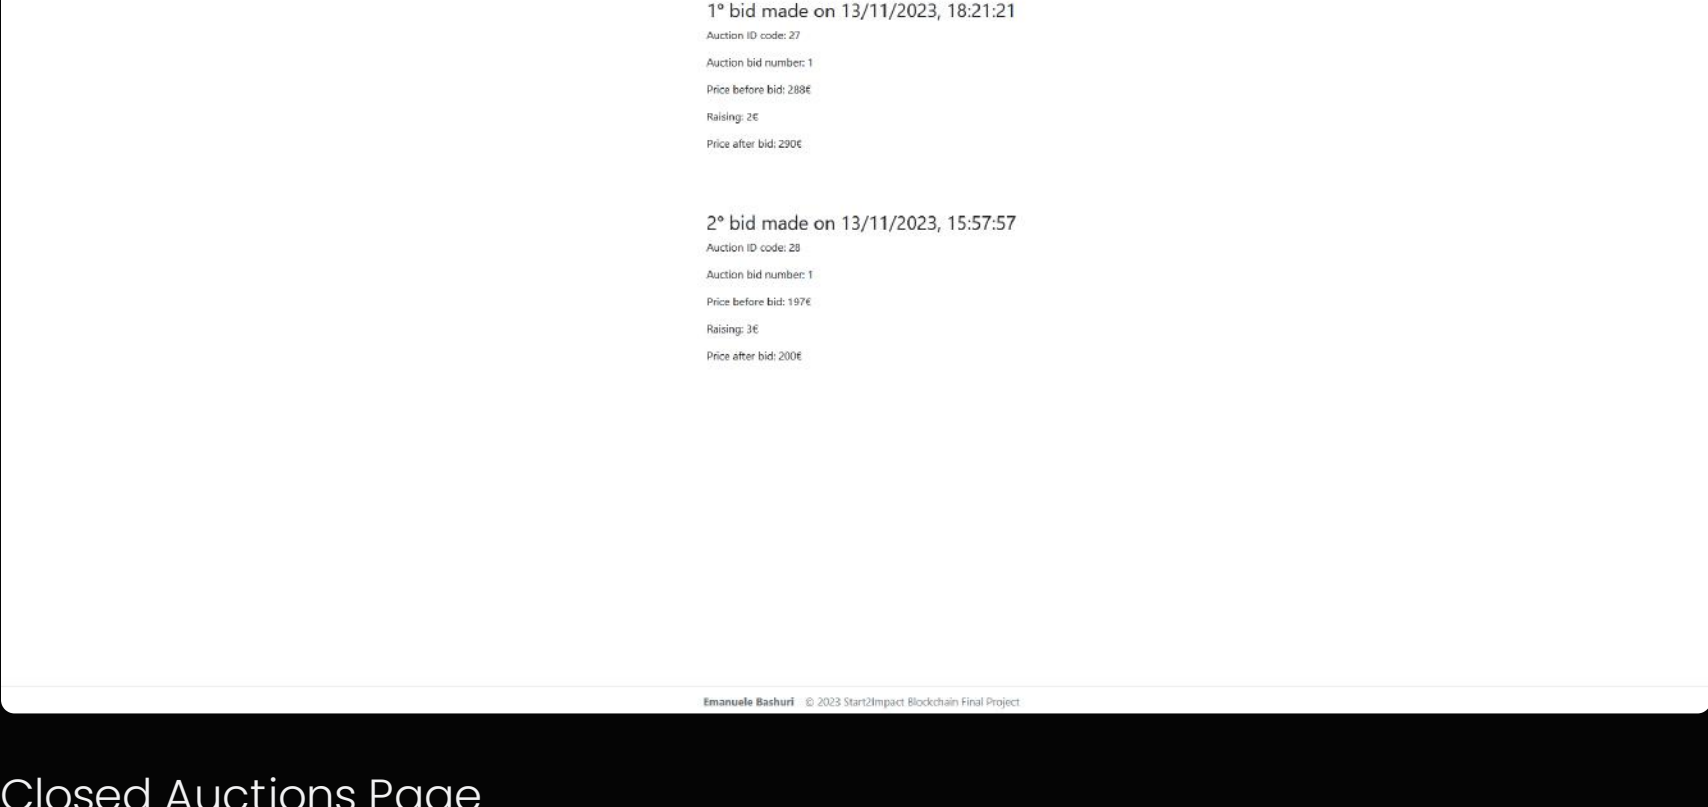 1° bid made on 13/11/2023, 18:21:21
Auction ID code: 27
Auction bid number: 1
Price before bid: 288€
Raising: 2€
Price after bid: 290€
2° bid made on 13/11/2023, 15:57:57
Auction ID code: 28
Auction bid number: 1
Price before bid: 197€
Raising: 3€
Price after bid: 200€
Emanuele Bashuri © 2023 Start2Impact Blockchain Final Project
Closed Auctions Page